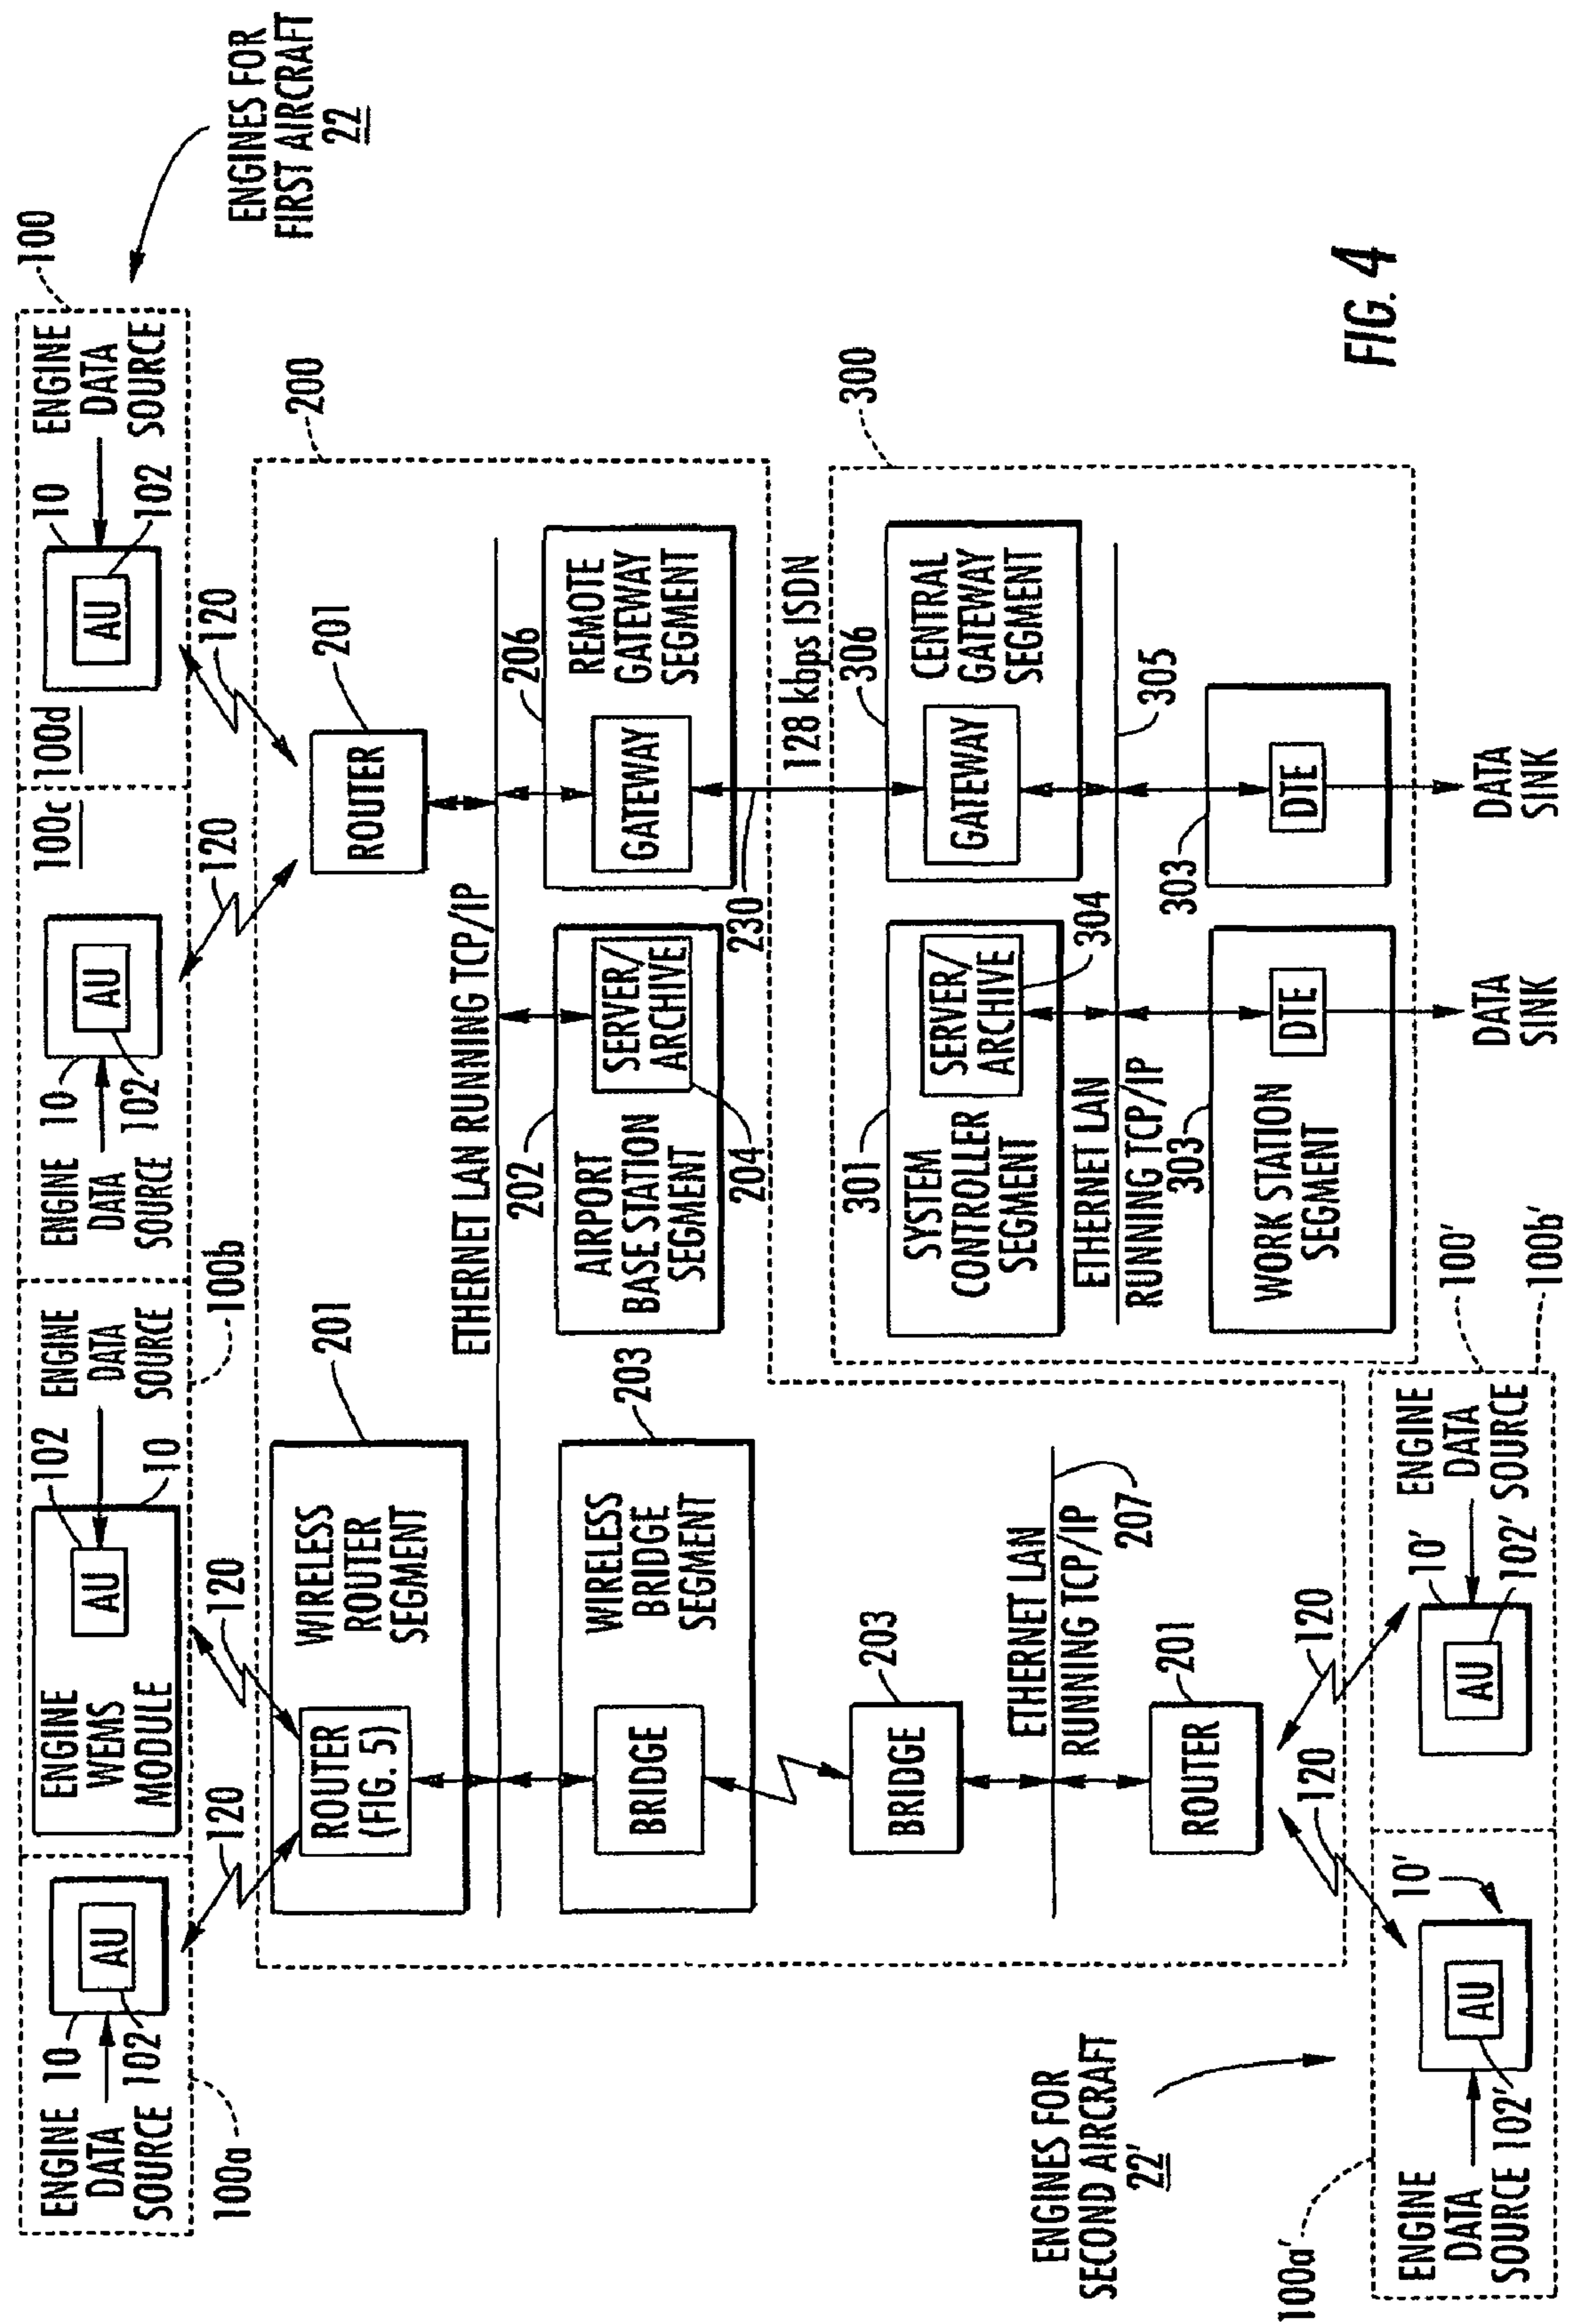 ENGINES FOR
FIRST AIRCRAFT
22
100
ENGINE
DATA
SOURCE
10
102
AU
100a
ENGINE WEMS
MODULE
AU
102
10
ENGINE
DATA
SOURCE
100b
ENGINE
DATA
SOURCE
10
102
AU
100c
100d
10
AU
102
ENGINE
DATA
SOURCE
120
120
120
120
200
ROUTER
(FIG. 5)
WIRELESS
ROUTER
SEGMENT
201
ROUTER
201
ETHERNET LAN RUNNING TCP/IP
BRIDGE
WIRELESS
BRIDGE
SEGMENT
203
202
AIRPORT
BASE STATION
SEGMENT
SERVER/
ARCHIVE
204
206
GATEWAY
REMOTE
GATEWAY
SEGMENT
230
128 kbps ISDN
BRIDGE
203
ETHERNET LAN
RUNNING TCP/IP
207
ROUTER
201
120
120
300
301
SYSTEM
CONTROLLER
SEGMENT
SERVER/
ARCHIVE
304
306
GATEWAY
CENTRAL
GATEWAY
SEGMENT
ETHERNET LAN
RUNNING TCP/IP
305
303
WORK STATION
SEGMENT
DTE
303
DTE
DATA
SINK
DATA
SINK
ENGINES FOR
SECOND AIRCRAFT
22'
100a'
ENGINE
DATA
SOURCE
102'
AU
10'
10'
AU
102'
ENGINE
DATA
SOURCE
100'
100b'
FIG. 4